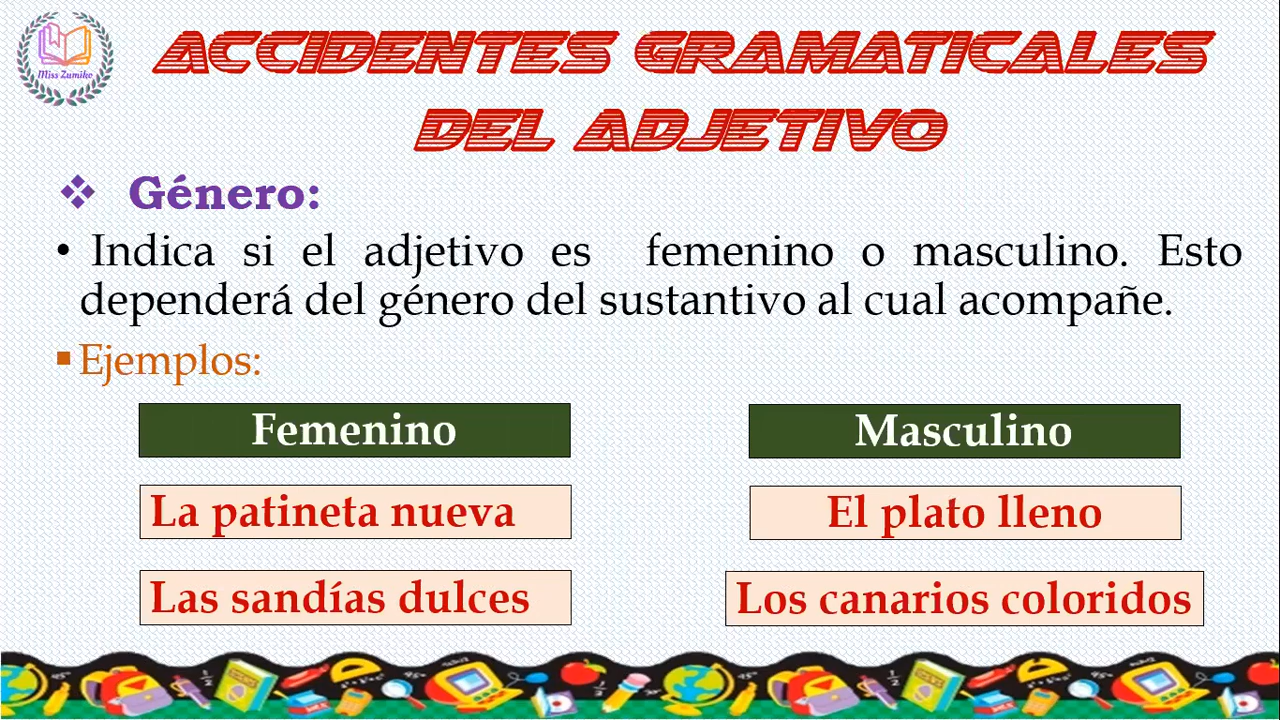 Miss Zumiko
ACCIDENTES GRAMATICALES
DEL ADJETIVO
❖ Género:
• Indica si el adjetivo es femenino o masculino. Esto
dependerá del género del sustantivo al cual acompañe.
▪ Ejemplos:
Femenino
Masculino
La patineta nueva
El plato lleno
Las sandías dulces
Los canarios coloridos